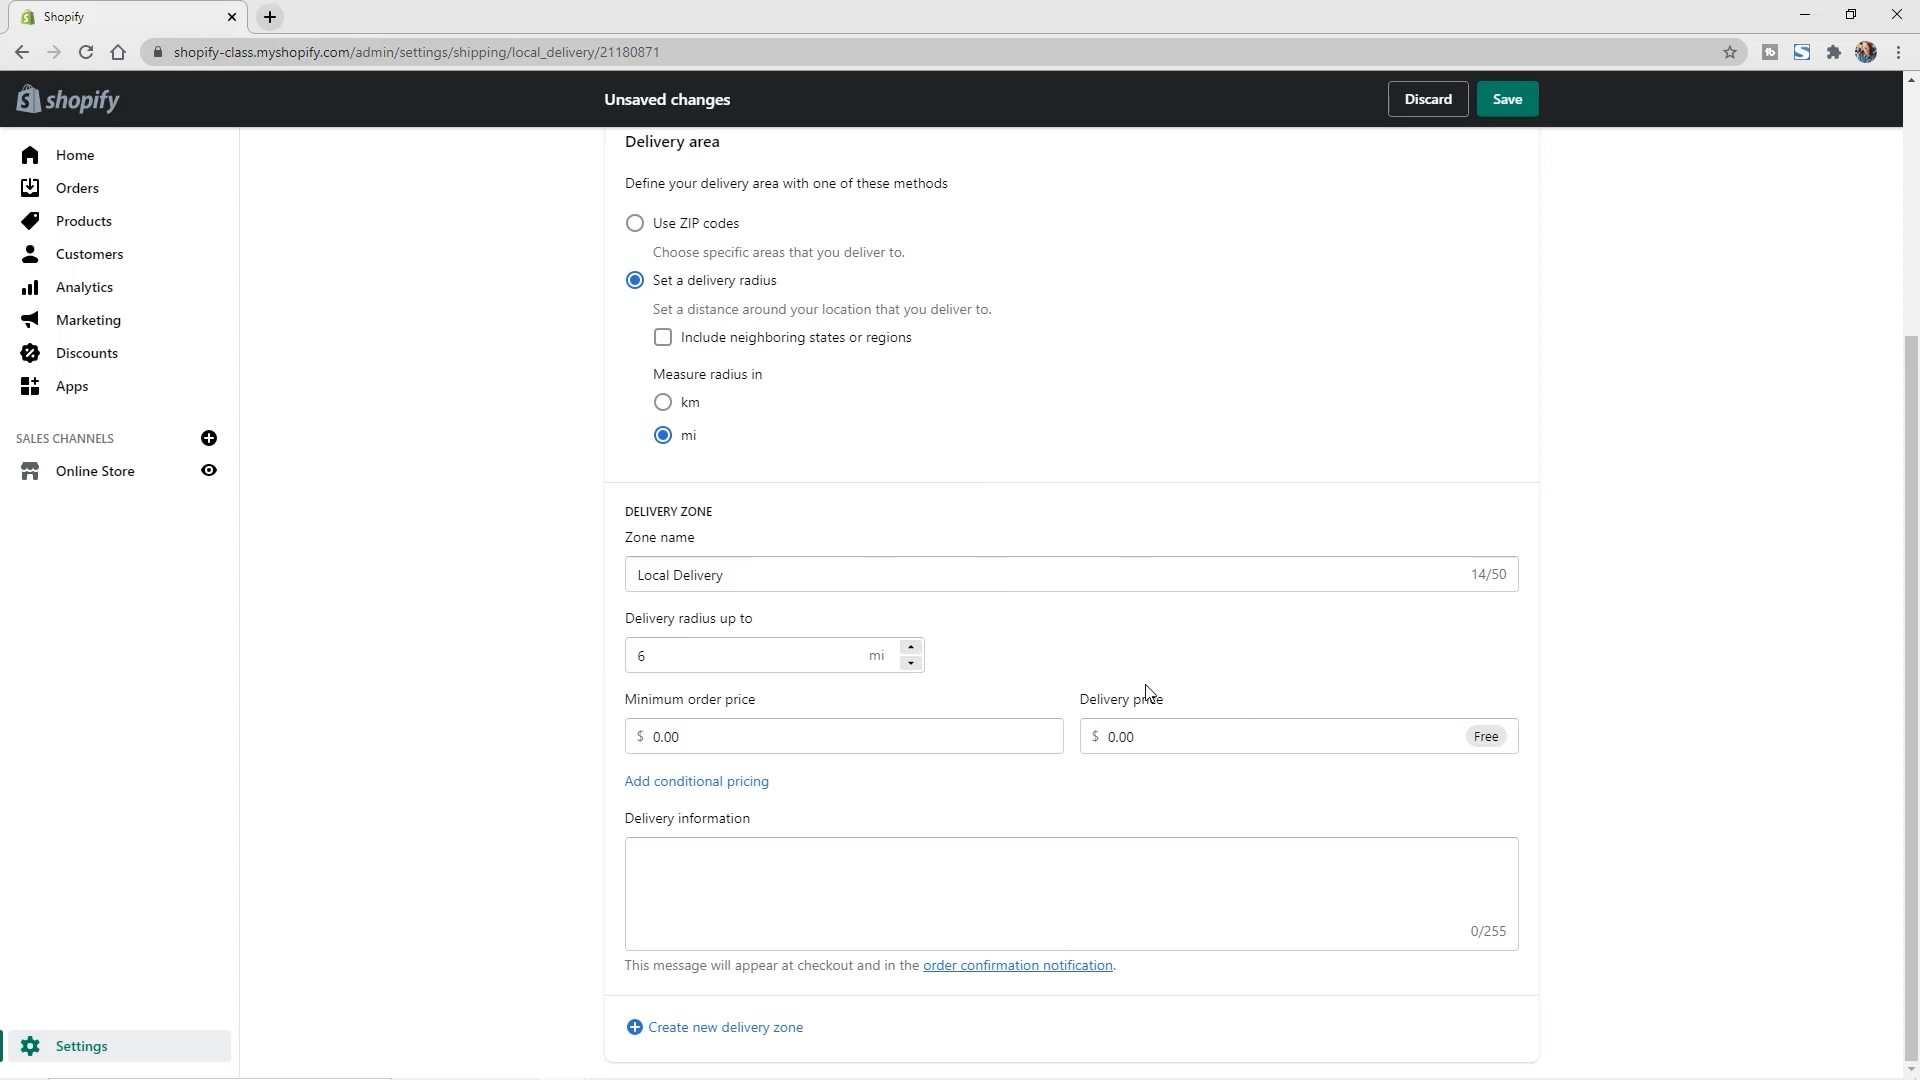 Shopify
shopify-class.myshopify.com/admin/settings/shipping/local_delivery/21180871
shopify
Unsaved changes
Discard
Save
Home
Orders
Products
Customers
Analytics
Marketing
Discounts
Apps
SALES CHANNELS
Online Store
Settings
Delivery area
Define your delivery area with one of these methods
Use ZIP codes
Choose specific areas that you deliver to.
Set a delivery radius
Set a distance around your location that you deliver to.
Include neighboring states or regions
Measure radius in
km
mi
DELIVERY ZONE
Zone name
Local Delivery 14/50
Delivery radius up to
6 mi
Minimum order price Delivery price
$ 0.00 $ 0.00 Free
Add conditional pricing
Delivery information
0/255
This message will appear at checkout and in the order confirmation notification.
Create new delivery zone